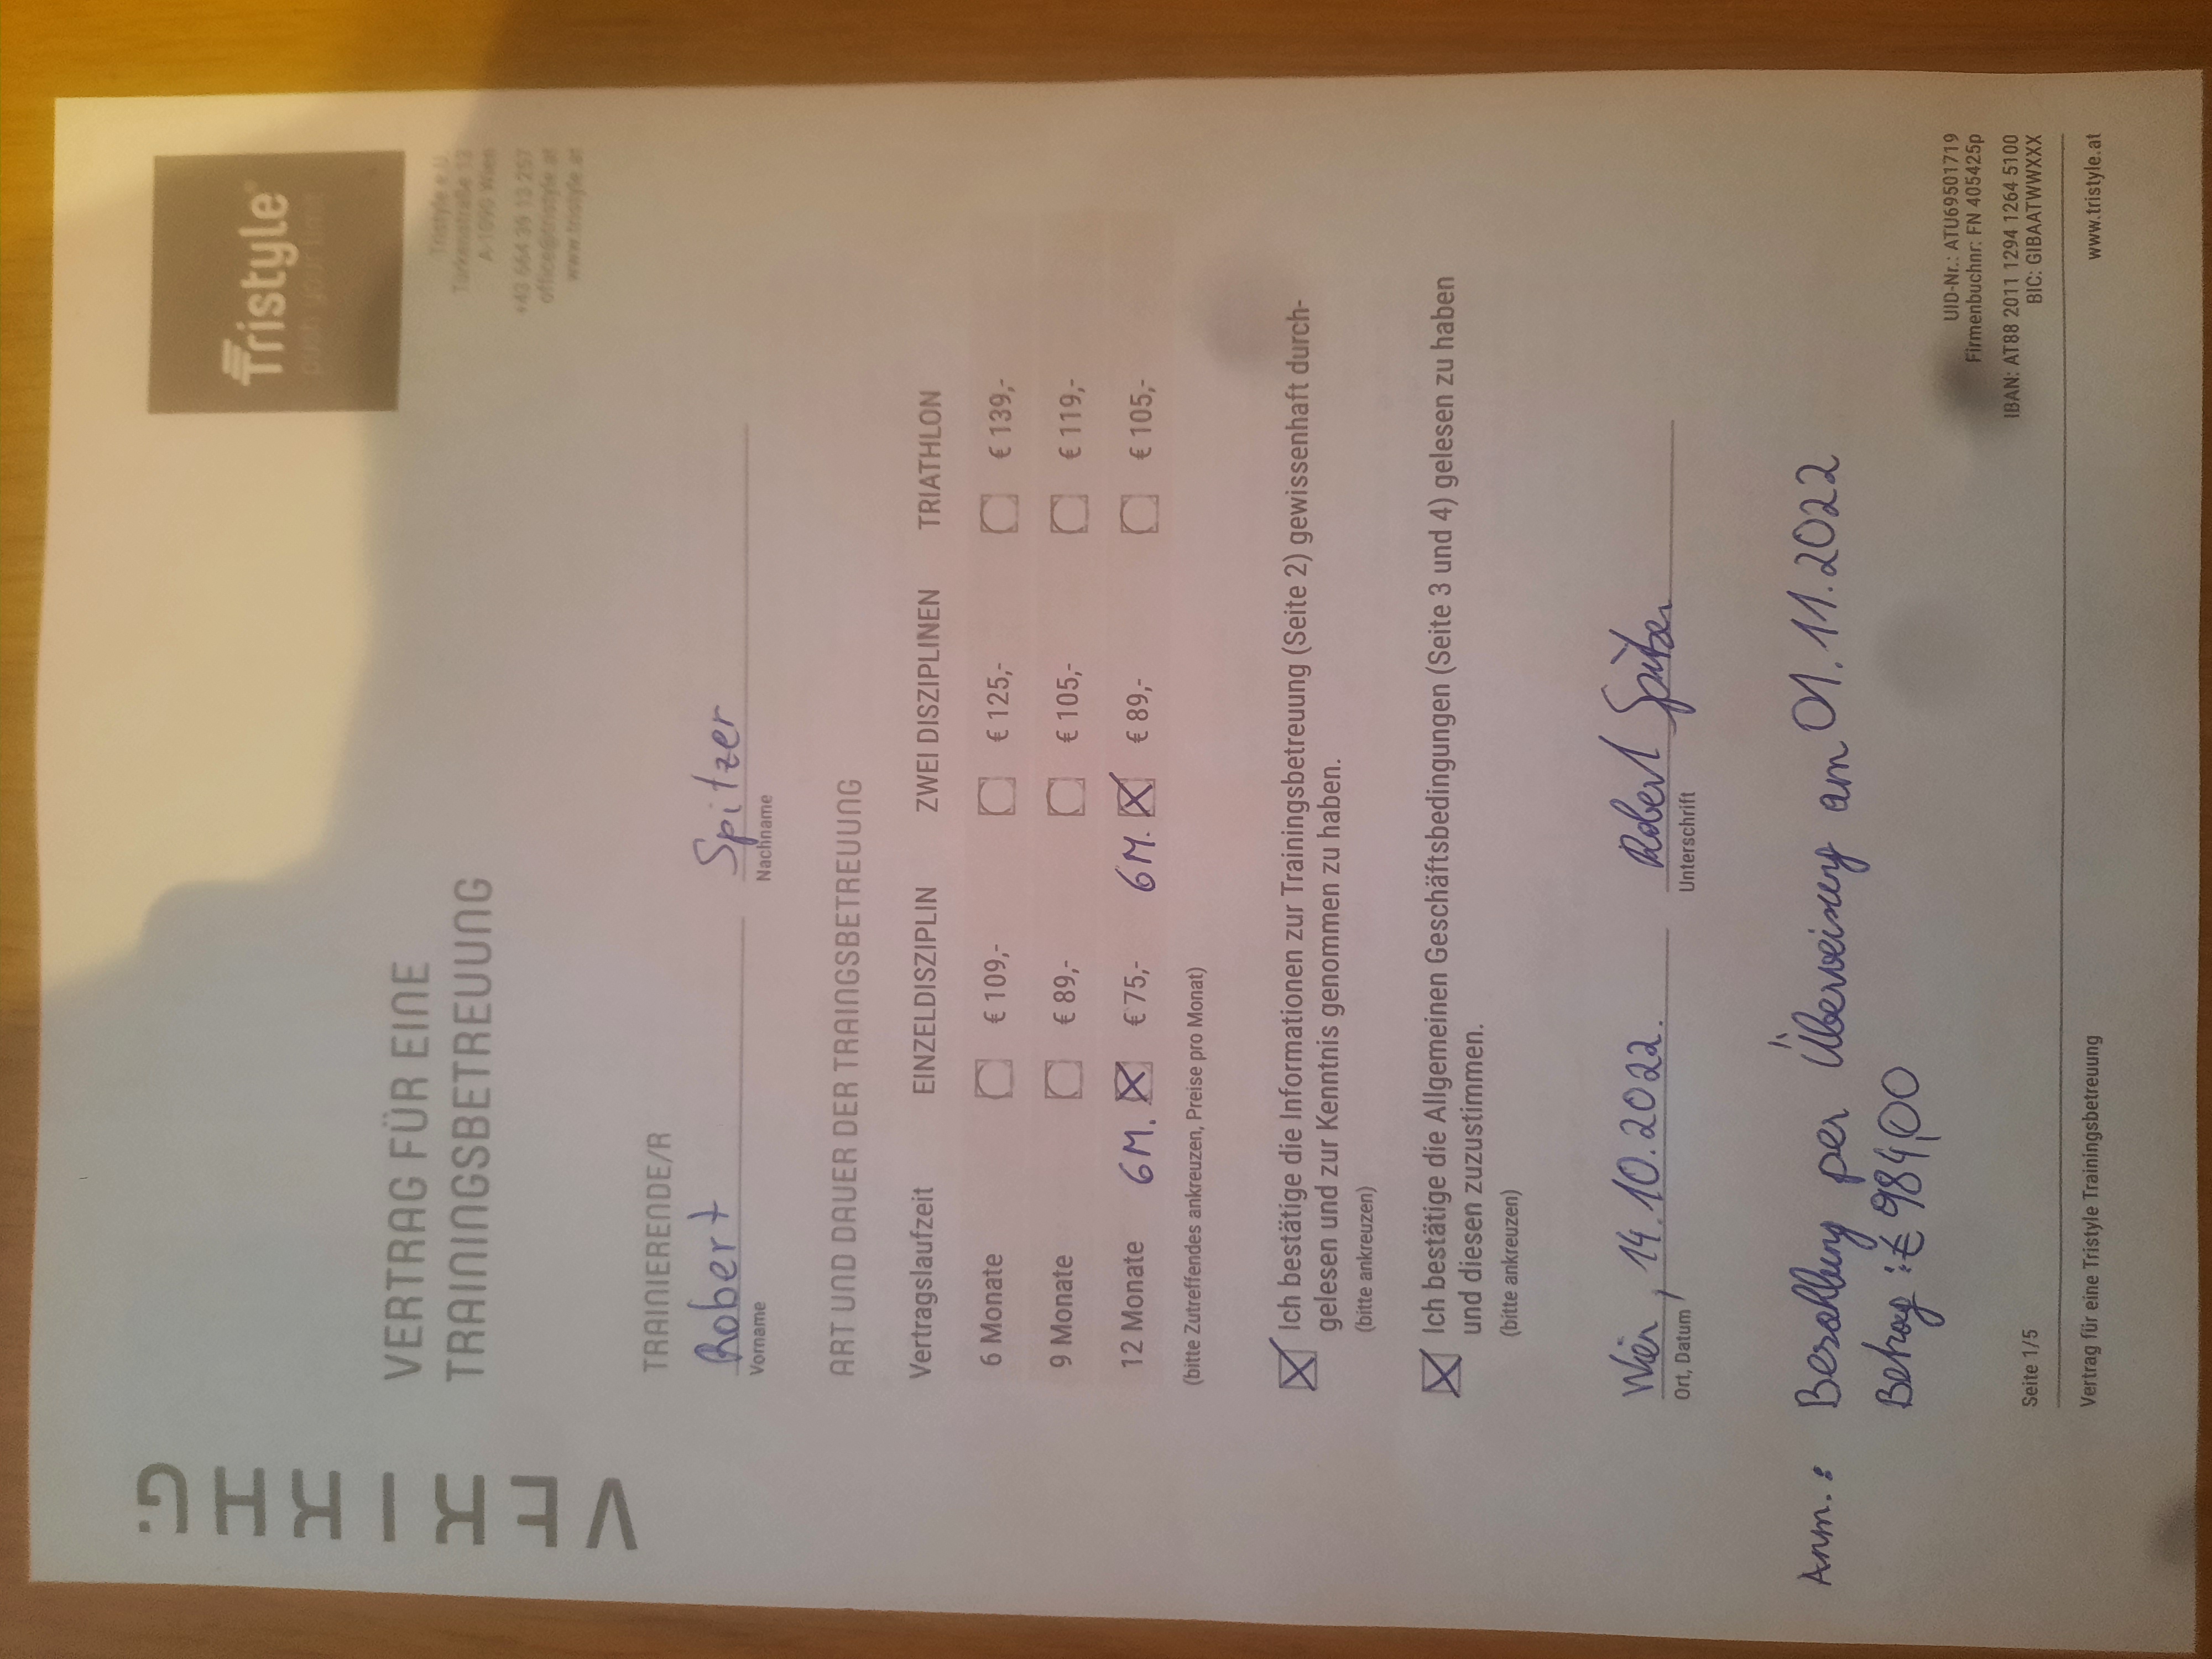 VERTRAG
Tristyle
push your limit
VERTRAG FÜR EINE
TRAININGSBETREUUNG
Tristyle e.U.
Türkenstraße 13
A-1090 Wien
+43 664 39 13 257
office@tristyle.at
www.tristyle.at
TRAINIERENDE/R
Robert Spitzer
Vorname Nachname
ART UND DAUER DER TRAINGSBETREUUNG
Vertragslaufzeit EINZELDISZIPLIN ZWEI DISZIPLINEN TRIATHLON
6 Monate € 109,- € 125,- € 139,-
9 Monate € 89,- € 105,- € 119,-
12 Monate 6M. € 75,- 6M. € 89,- € 105,-
(bitte Zutreffendes ankreuzen, Preise pro Monat)
Ich bestätige die Informationen zur Trainingsbetreuung (Seite 2) gewissenhaft durch-
gelesen und zur Kenntnis genommen zu haben.
(bitte ankreuzen)
Ich bestätige die Allgemeinen Geschäftsbedingungen (Seite 3 und 4) gelesen zu haben
und diesen zuzustimmen.
(bitte ankreuzen)
Wien, 14.10.2022. Robert Spitzer
Ort, Datum Unterschrift
Anm.: Bezahlung per Überweisung am 01.11.2022
Betrag: € 984,00
UID-Nr.: ATU69501719
Firmenbuchnr: FN 405425p
IBAN: AT88 2011 1294 1264 5100
BIC: GIBAATWWXXX
Seite 1/5
Vertrag für eine Tristyle Trainingsbetreuung www.tristyle.at